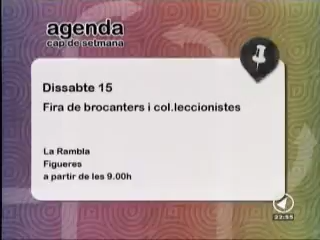 agenda
cap de setmana
Dissabte 15
Fira de brocanters i col.leccionistes
La Rambla
Figueres
a partir de les 9.00h
22:55